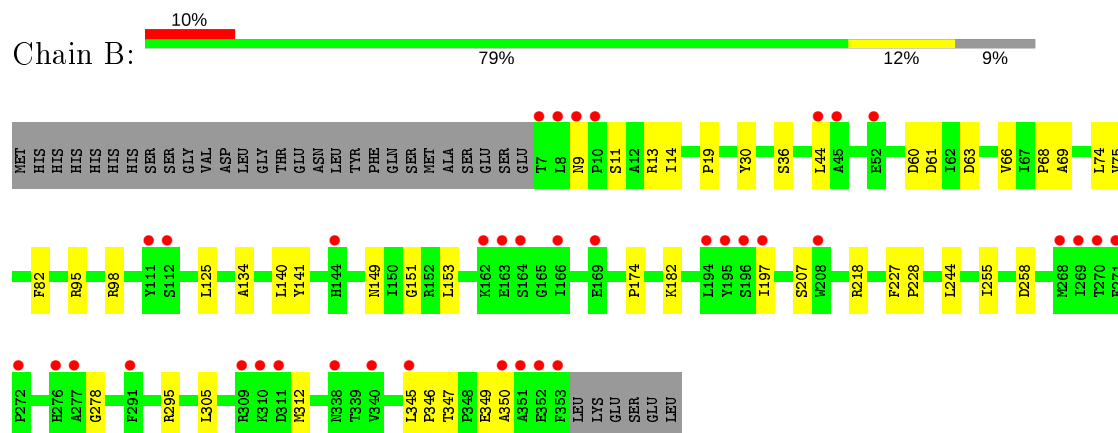 10%
Chain B:
79% 12% 9%
MET HIS HIS HIS HIS HIS HIS SER SER GLY VAL ASP LEU GLY THR GLU ASN LEU TYR PHE GLN SER MET ALA SER GLU SER GLU T7 L8 N9 P10 S11 A12 R13 I14 P19 Y30 S36 L44 A45 E52 D60 D61 I62 D63 V66 I67 P68 A69 L74 V75
F82 R95 R98 L125 A134 L140 Y141 Y111 S112 H144 N149 I150 G151 R152 L153 K162 E163 S164 G165 I166 E169 P174 K182 L194 Y195 S196 I197 S207 W208 R218 F227 P228 L244 I255 D258 M268 I269 T270 E271
P272 H276 A277 G278 F291 R295 L305 R309 K310 D311 M312 N338 T339 V340 L345 P346 T347 P348 E349 A350 A351 E352 F353 LEU LYS GLU SER GLU LEU